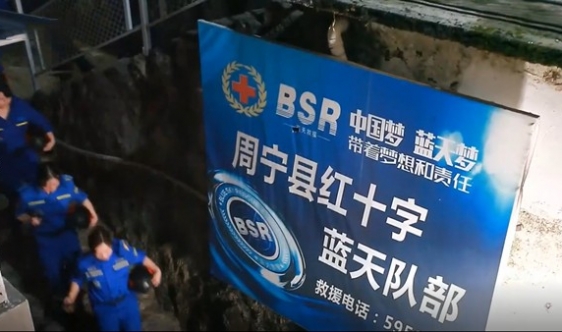 BSR 中国梦 蓝天梦
带着梦想和责任
周宁县红十字
蓝天队部
BSR
救援电话:595